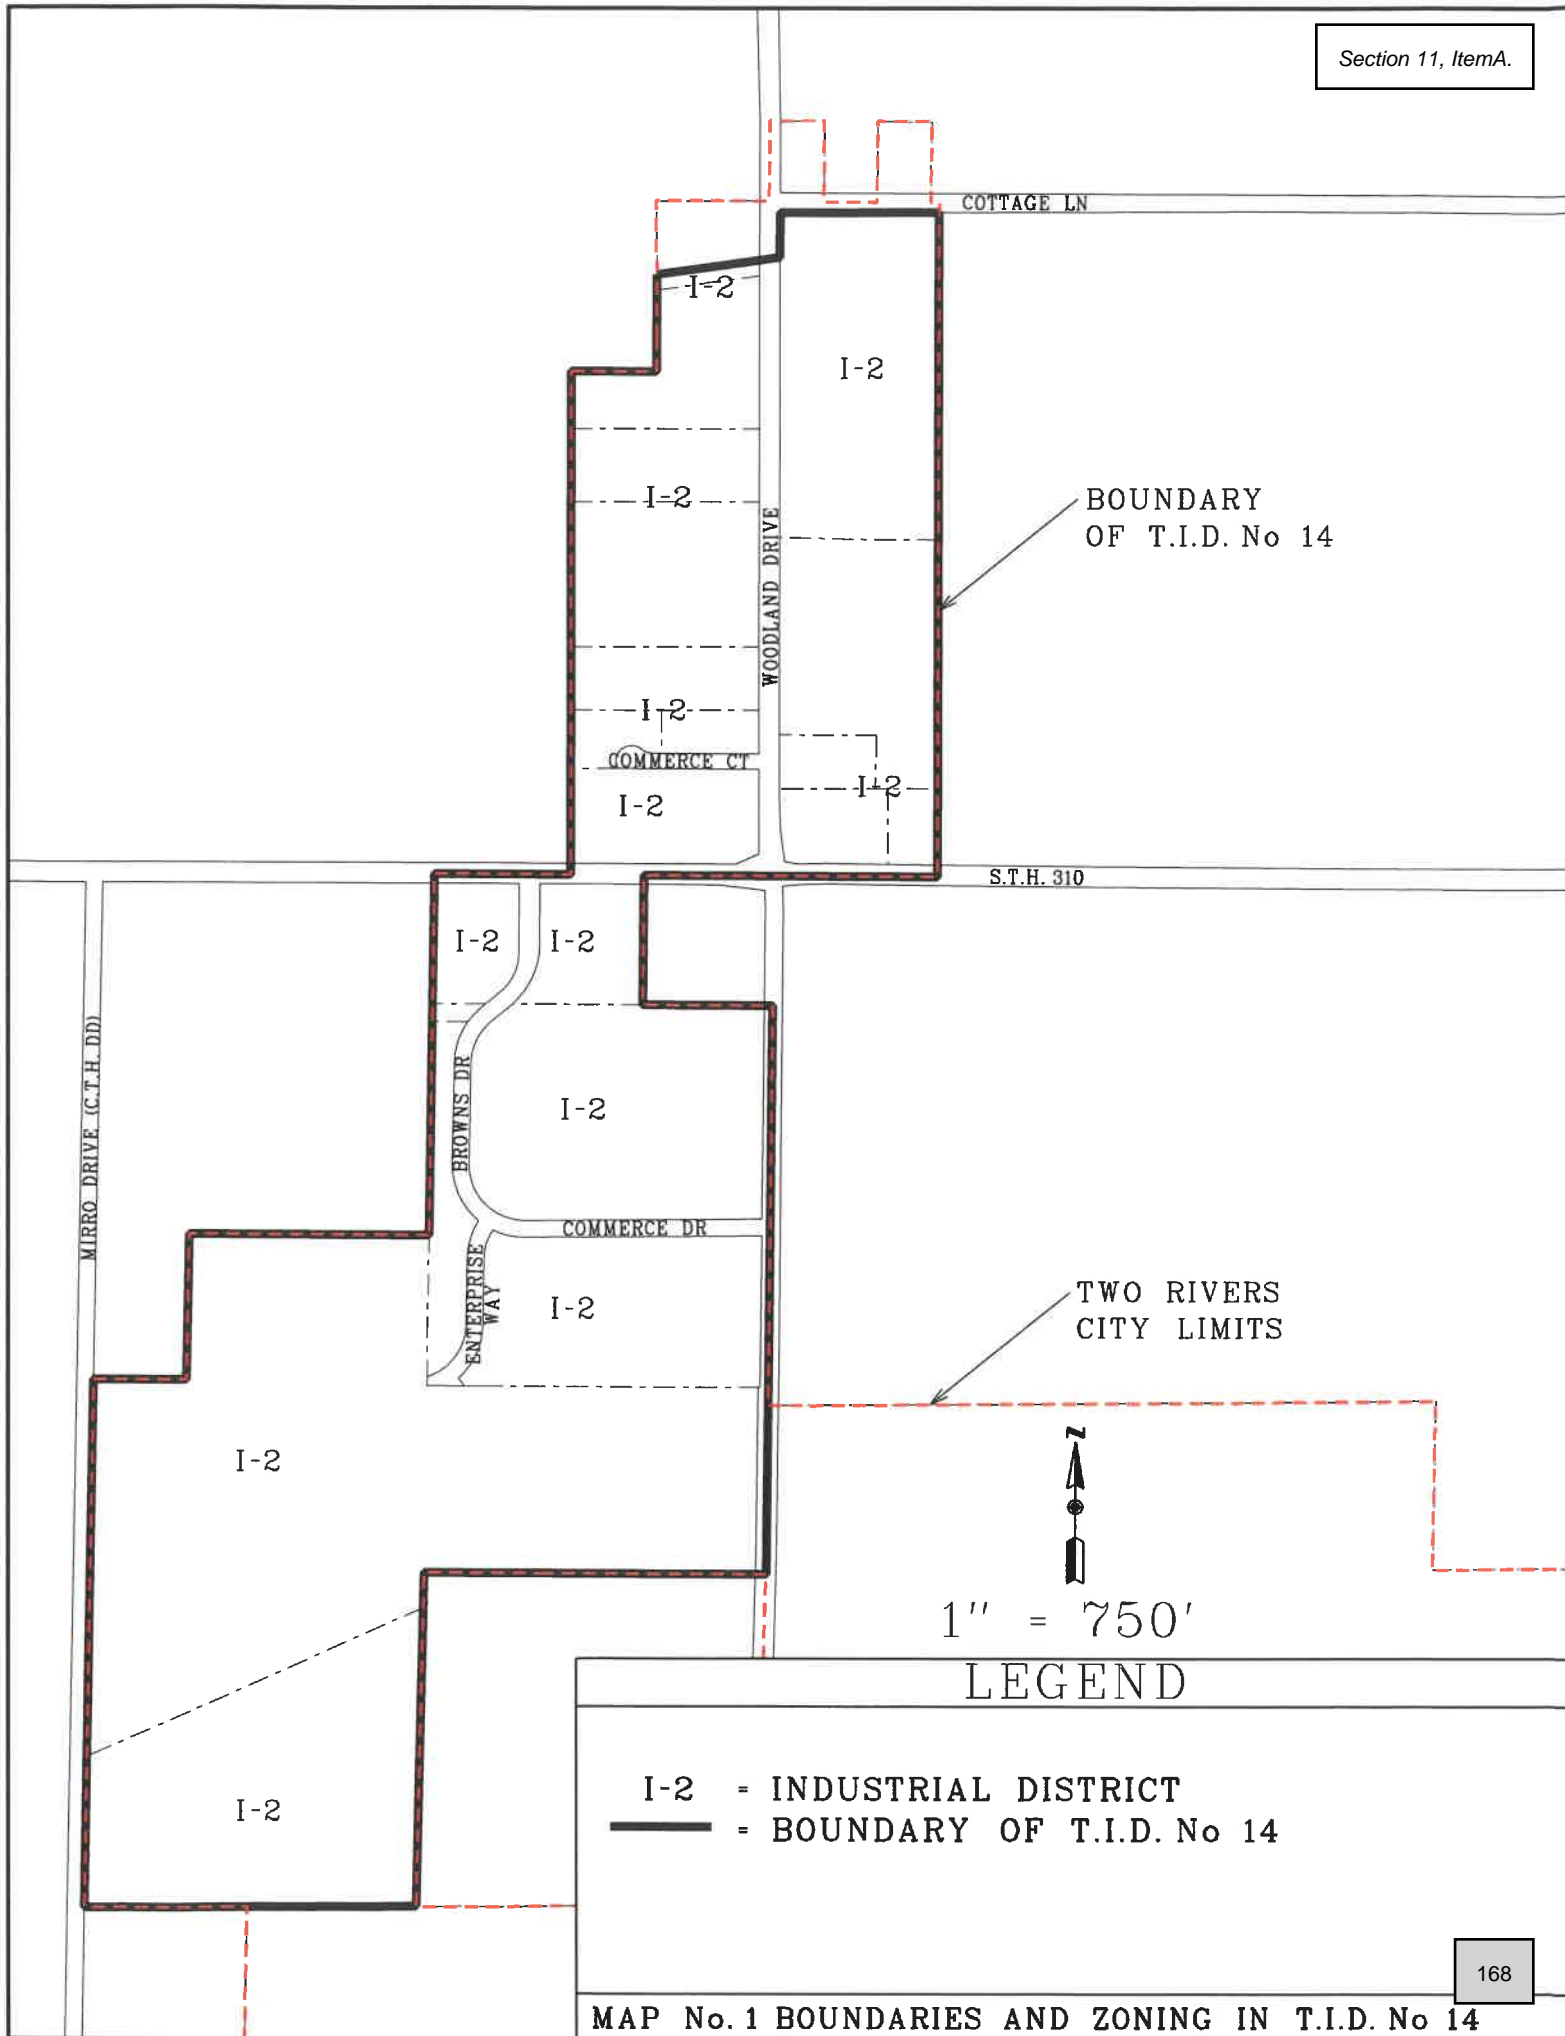 Section 11, ItemA.
COTTAGE LN
I-2
I-2
BOUNDARY
OF T.I.D. No 14
I-2
WOODLAND DRIVE
I-2
COMMERCE CT
I-2
I-2
S.T.H. 310
I-2
I-2
MIRRO DRIVE (C.T.H. DD)
BROWNS DR
I-2
COMMERCE DR
ENTERPRISE
WAY
I-2
TWO RIVERS
CITY LIMITS
I-2
N
1" = 750'
LEGEND
I-2 = INDUSTRIAL DISTRICT
= BOUNDARY OF T.I.D. No 14
I-2
168
MAP No. 1 BOUNDARIES AND ZONING IN T.I.D. No 14